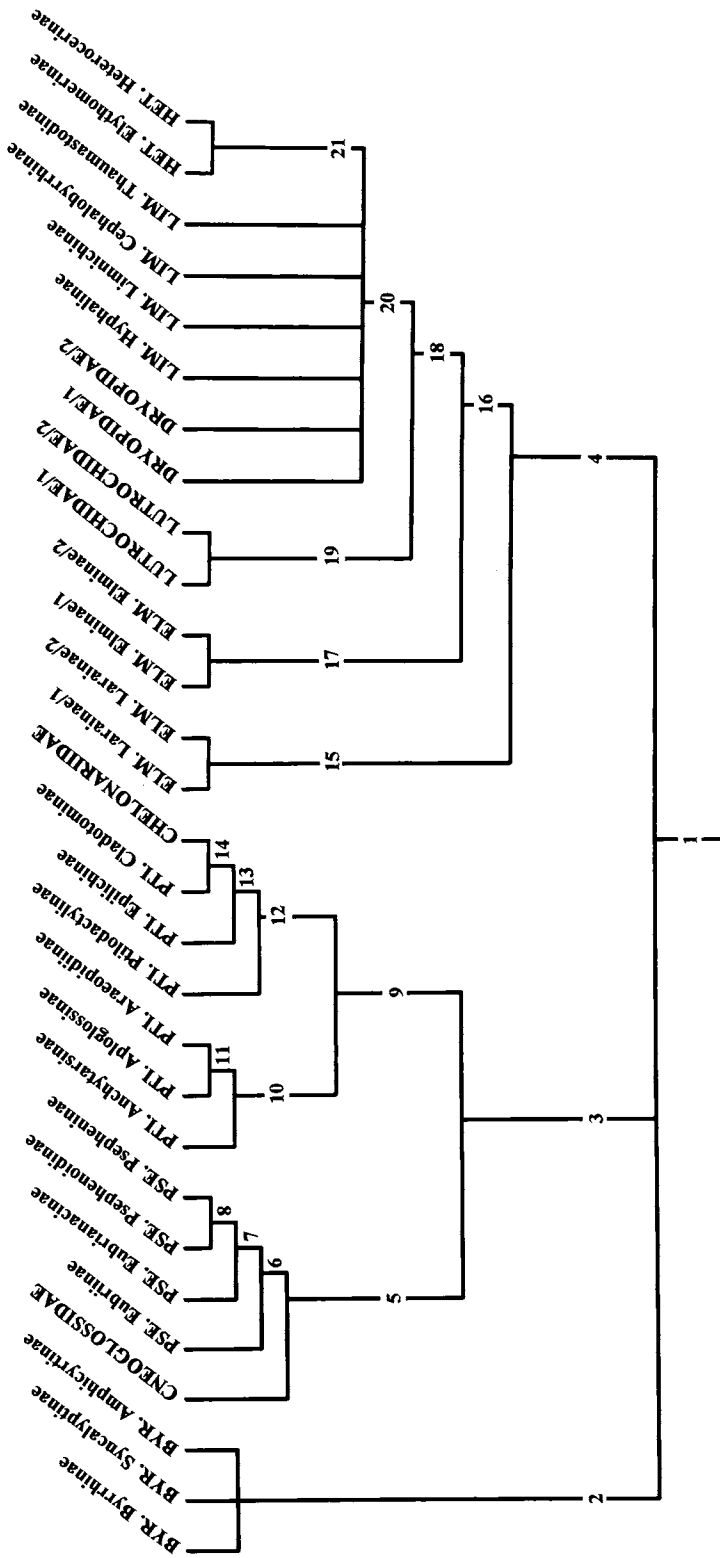 BYR. Byrrhinae
BYR. Syncalyptinae
BYR. Amphicyrtinae
CNEOGLOSSIDAE
PSE. Eubriinae
PSE. Eubrianacinae
PSE. Psephenoidinae
PSE. Psepheninae
PTI. Anchytarsinae
PTI. Aploglossinae
PTI. Araeopidiinae
PTI. Ptilodactylinae
PTI. Epilichinae
PTI. Cladotominae
CHELONARIIDAE
ELM. Larainae/1
ELM. Larainae/2
ELM. Elminae/1
ELM. Elminae/2
LUTROCHIDAE/1
LUTROCHIDAE/2
DRYOPIDAE/1
DRYOPIDAE/2
LIM. Hyphalinae
LIM. Limnichinae
LIM. Cephalobyrrhinae
LIM. Thaumastodinae
HET. Elythomerinae
HET. Heterocerinae
8
11
14
7
13
6
10
12
15
17
19
21
5
9
20
18
16
2
3
4
1